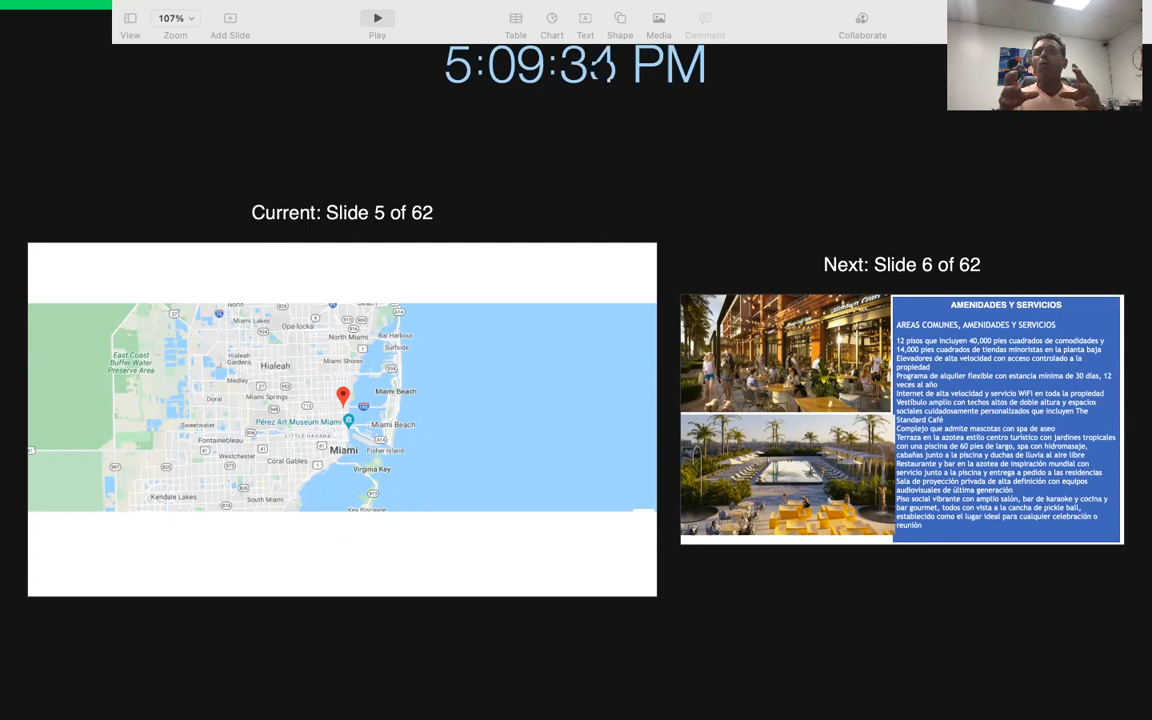 107%
View
Zoom
Add Slide
Play
Table
Chart
Text
Shape
Media
Comment
Collaborate
PM
Current: Slide 5 of 62
Next: Slide 6 of 62
North
Miami Lakes
Opa-locka
Bal Harbour
North Miami
Surfside
East Coast
Buffer Water
Preserve Area
Hialeah
Gardens
Miami Shores
Hialeah
Medley
Miami Springs
Miami Beach
Doral
Pérez Art Museum Miami
Sweetwater
Miami Beach
LITTLE HAVANA
Fontainebleau
Miami
Fisher Island
Westchester
Coral Gables
Virginia Key
Kendale Lakes
South Miami
Key Biscayne
AMENIDADES Y SERVICIOS
AREAS COMUNES, AMENIDADES Y SERVICIOS
12 pisos que incluyen 40,000 pies cuadrados de comodidades y
14,000 pies cuadrados de tiendas minoristas en la planta baja
Elevadores de alta velocidad con acceso controlado a la
propiedad
Programa de alquiler flexible con estancia mínima de 30 días, 12
veces al año
Internet de alta velocidad y servicio WiFi en toda la propiedad
Vestíbulo amplio con techos altos de doble altura y espacios
sociales cuidadosamente personalizados que incluyen The
Standard Café
Complejo que admite mascotas con spa de aseo
Terraza en la azotea estilo centro turístico con jardines tropicales
con una piscina de 60 pies de largo, spa con hidromasaje,
cabañas junto a la piscina y duchas de lluvia al aire libre
Restaurante y bar en la azotea de inspiración mundial con
servicio junto a la piscina y entrega a pedido a las residencias
Sala de proyección privada de alta definición con equipos
audiovisuales de última generación
Piso social vibrante con amplio salón, bar de karaoke y cocina y
bar gourmet, todos con vista a la cancha de pickle ball,
establecido como el lugar ideal para cualquier celebración o
reunión